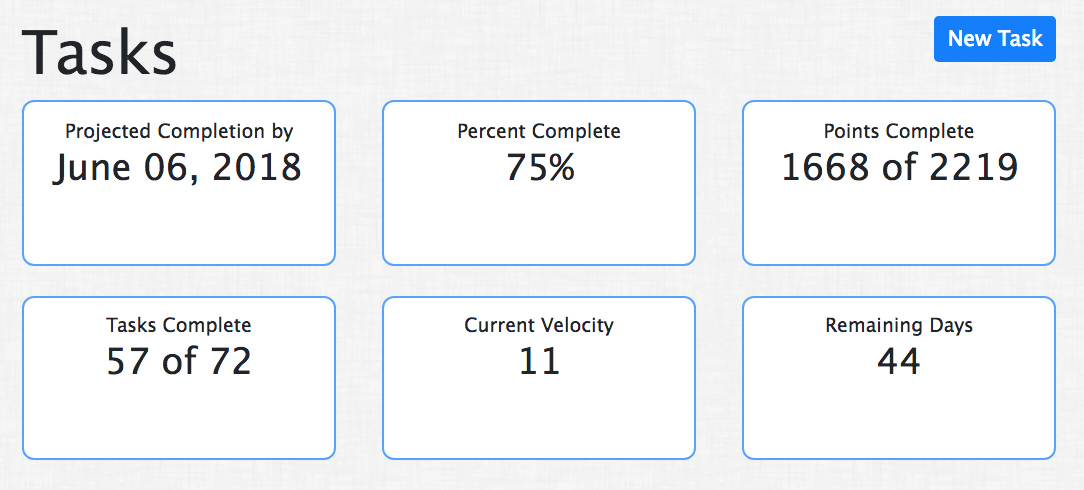 Tasks
New Task
Projected Completion by
June 06, 2018
Percent Complete
75%
Points Complete
1668 of 2219
Tasks Complete
57 of 72
Current Velocity
11
Remaining Days
44